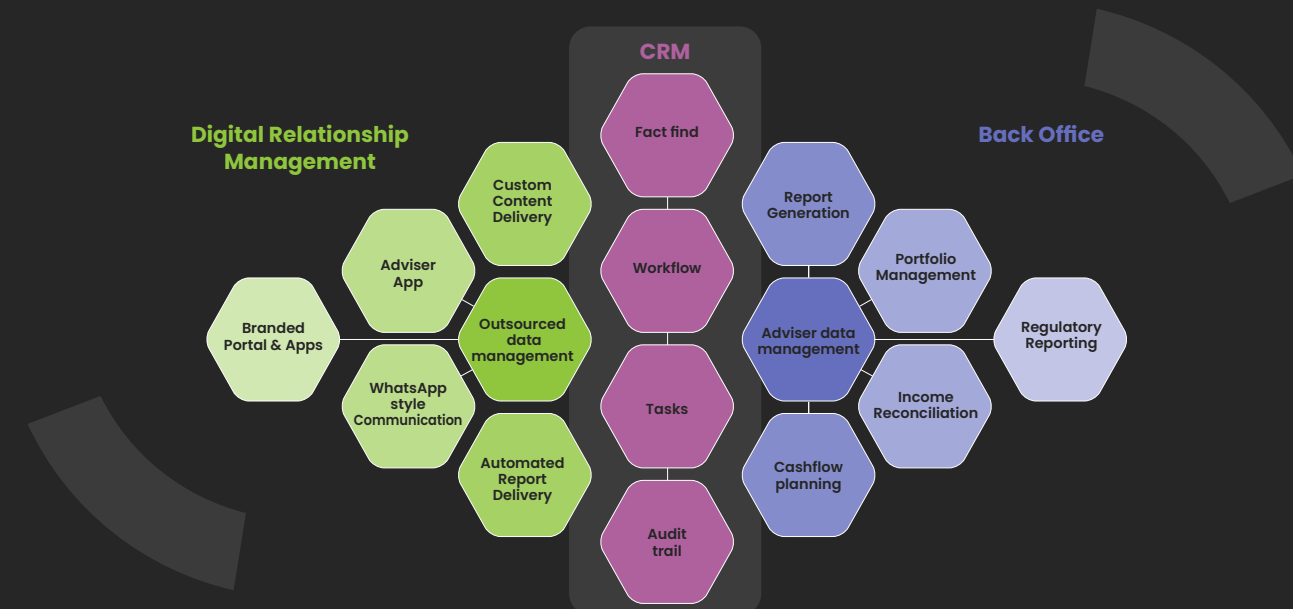 CRM
Fact find
Workflow
Tasks
Audit
trail
Digital Relationship
Management
Custom
Content
Delivery
Adviser
App
Branded
Portal & Apps
Outsourced
data
management
WhatsApp
style
Communication
Automated
Report
Delivery
Back Office
Report
Generation
Portfolio
Management
Adviser data
management
Regulatory
Reporting
Income
Reconciliation
Cashflow
planning